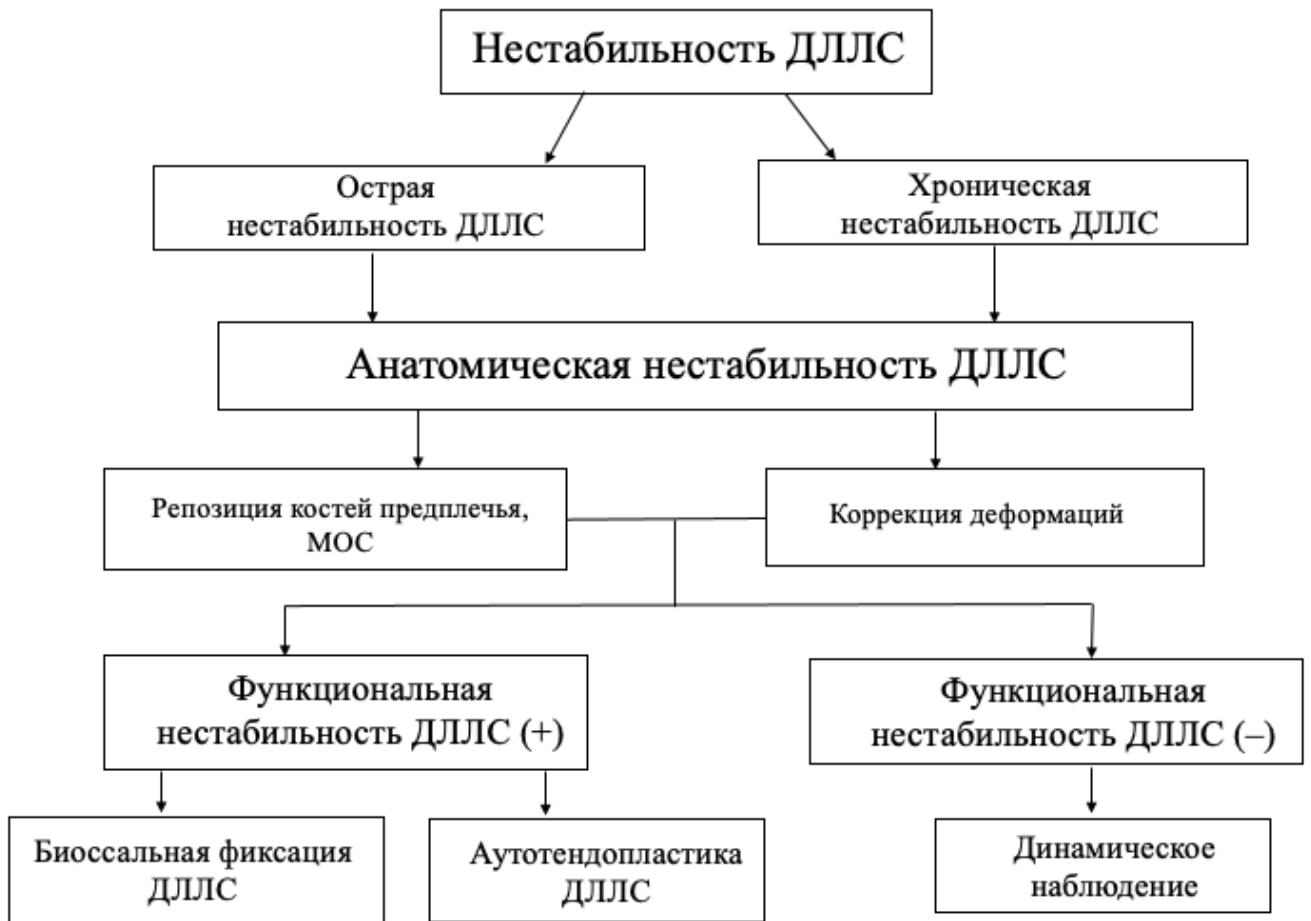 Нестабильность ДЛЛС
Острая
нестабильность ДЛЛС
Хроническая
нестабильность ДЛЛС
Анатомическая нестабильность ДЛЛС
Репозиция костей предплечья,
МОС
Коррекция деформаций
Функциональная
нестабильность ДЛЛС (+)
Функциональная
нестабильность ДЛЛС (–)
Биоссальная фиксация
ДЛЛС
Аутотендопластика
ДЛЛС
Динамическое
наблюдение